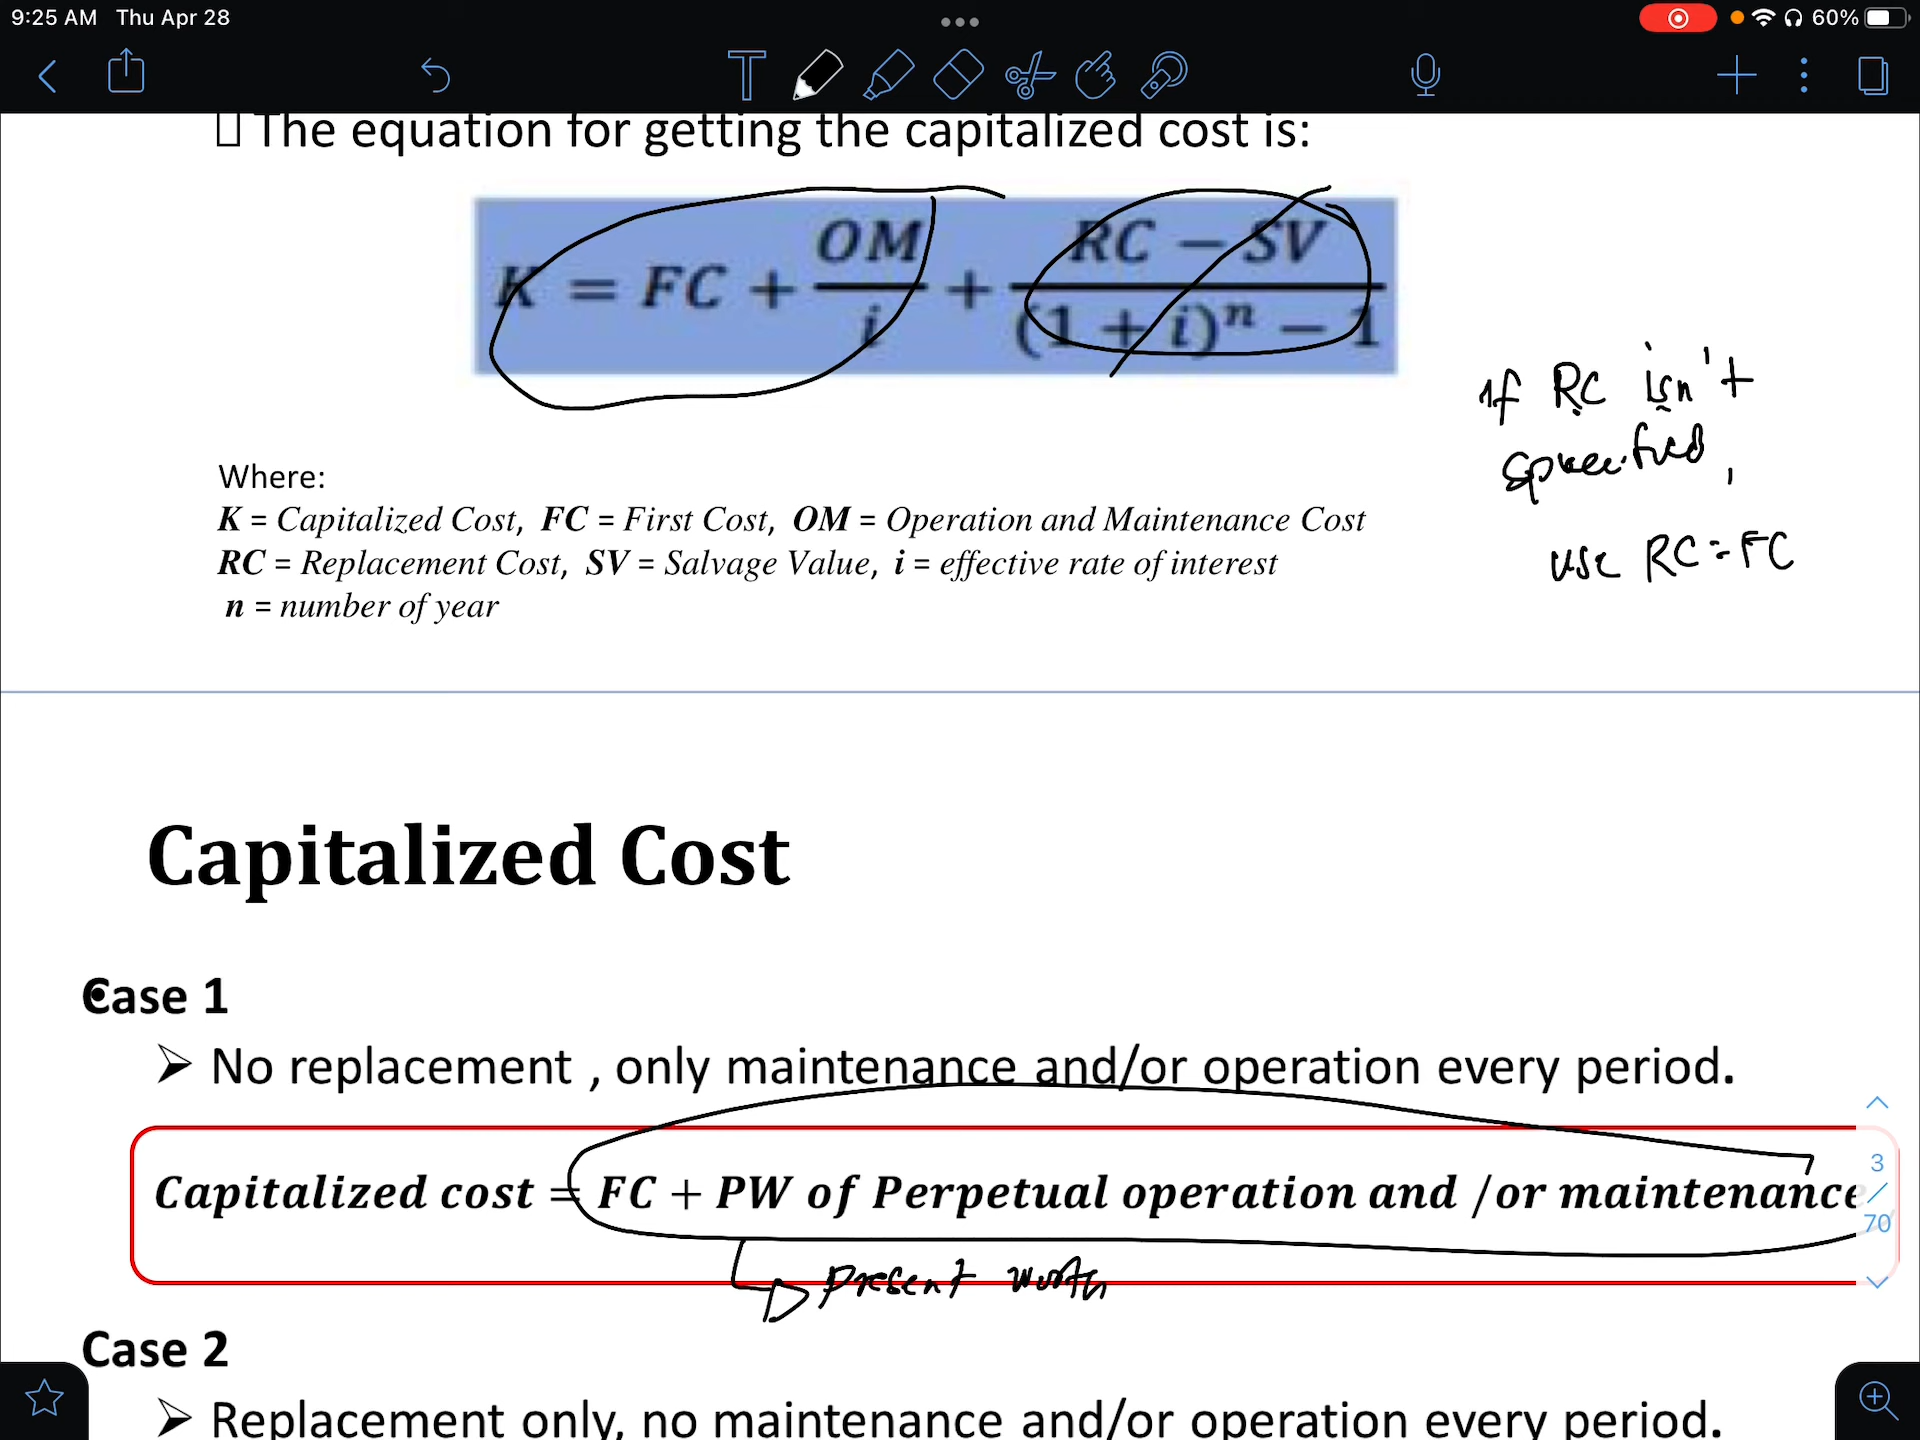 9:25 AM Thu Apr 28
60%
The equation for getting the capitalized cost is:
K = FC + OM/i + (RC − SV)/((1 + i)^n − 1)
if RC isn't
specified,
use RC = FC
Where:
K = Capitalized Cost, FC = First Cost, OM = Operation and Maintenance Cost
RC = Replacement Cost, SV = Salvage Value, i = effective rate of interest
n = number of year
Capitalized Cost
Case 1
➢ No replacement , only maintenance and/or operation every period.
Capitalized cost = FC + PW of Perpetual operation and /or maintenance
present worth
3
/
70
Case 2
➢ Replacement only, no maintenance and/or operation every period.